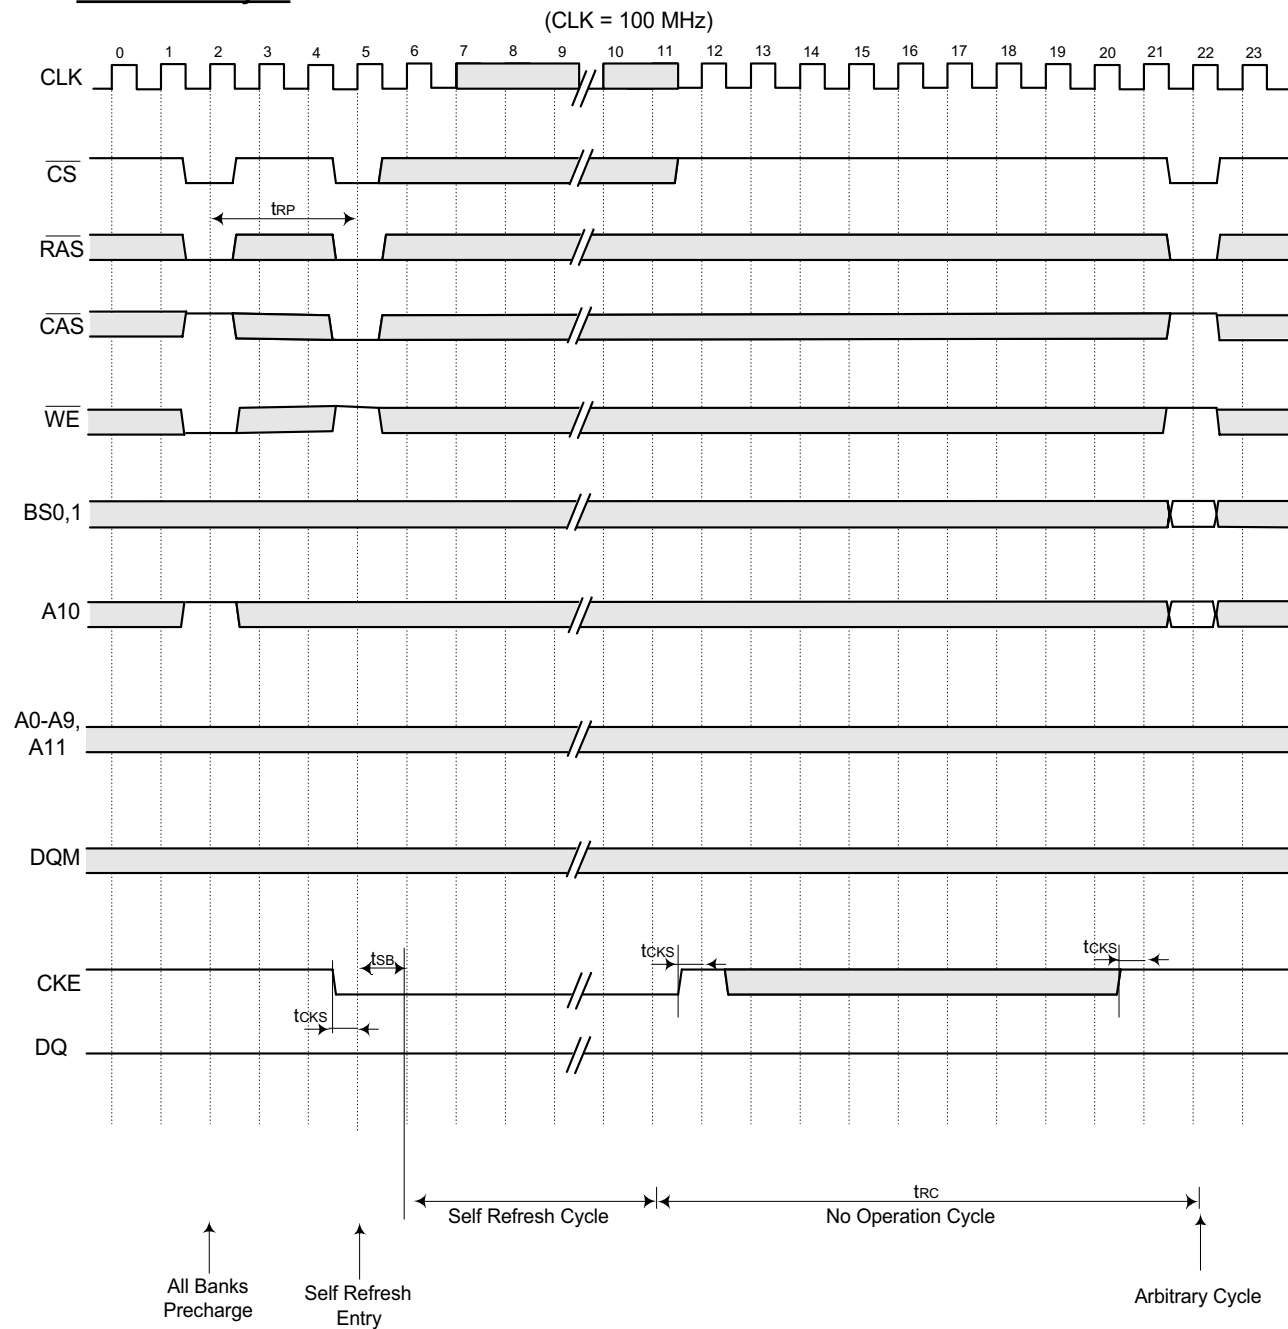 (CLK = 100 MHz)
0 1 2 3 4 5 6 7 8 9 10 11 12 13 14 15 16 17 18 19 20 21 22 23
CLK
CS
tRP
RAS
CAS
WE
BS0,1
A10
A0-A9,
A11
DQM
tCKS
tCKS
tSB
CKE
tCKS
DQ
tRC
Self Refresh Cycle
No Operation Cycle
All Banks
Precharge
Self Refresh
Entry
Arbitrary Cycle